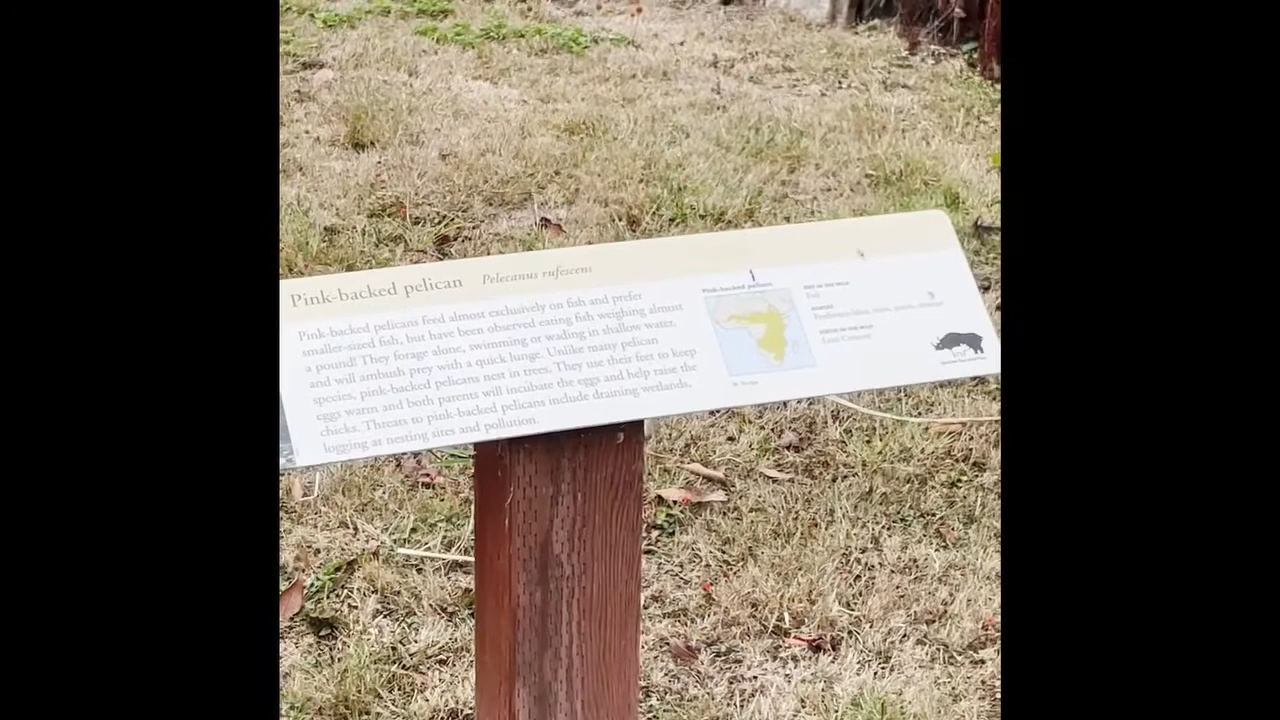 Pink-backed pelican Pelecanus rufescens
Pink-backed pelicans feed almost exclusively on fish and prefer
smaller-sized fish, but have been observed eating fish weighing almost
a pound! They forage alone, swimming or wading in shallow water,
and will ambush prey with a quick lunge. Unlike many pelican
species, pink-backed pelicans nest in trees. They use their feet to keep
eggs warm and both parents will incubate the eggs and help raise the
chicks. Threats to pink-backed pelicans include draining wetlands,
logging at nesting sites and pollution.
Pink-backed pelican
DIET IN THE WILD
Fish
STATUS IN THE WILD
Least Concern